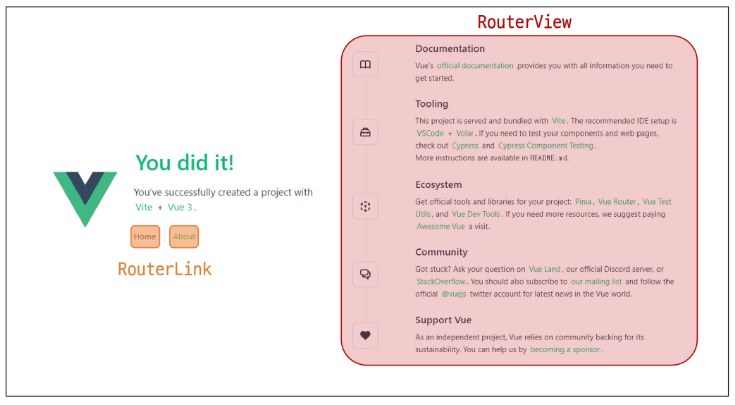 RouterView
You did it!
You've successfully created a project with
Vite + Vue 3.
Home About
RouterLink
Documentation
Vue's official documentation provides you with all information you need to
get started.
Tooling
This project is served and bundled with Vite. The recommended IDE setup is
VSCode + Volar. If you need to test your components and web pages,
check out Cypress and Cypress Component Testing.
More instructions are available in README.md.
Ecosystem
Get official tools and libraries for your project: Pinia, Vue Router, Vue Test
Utils, and Vue Dev Tools. If you need more resources, we suggest paying
Awesome Vue a visit.
Community
Got stuck? Ask your question on Vue Land, our official Discord server, or
StackOverflow. You should also subscribe to our mailing list and follow the
official @vuejs twitter account for latest news in the Vue world.
Support Vue
As an independent project, Vue relies on community backing for its
sustainability. You can help us by becoming a sponsor.